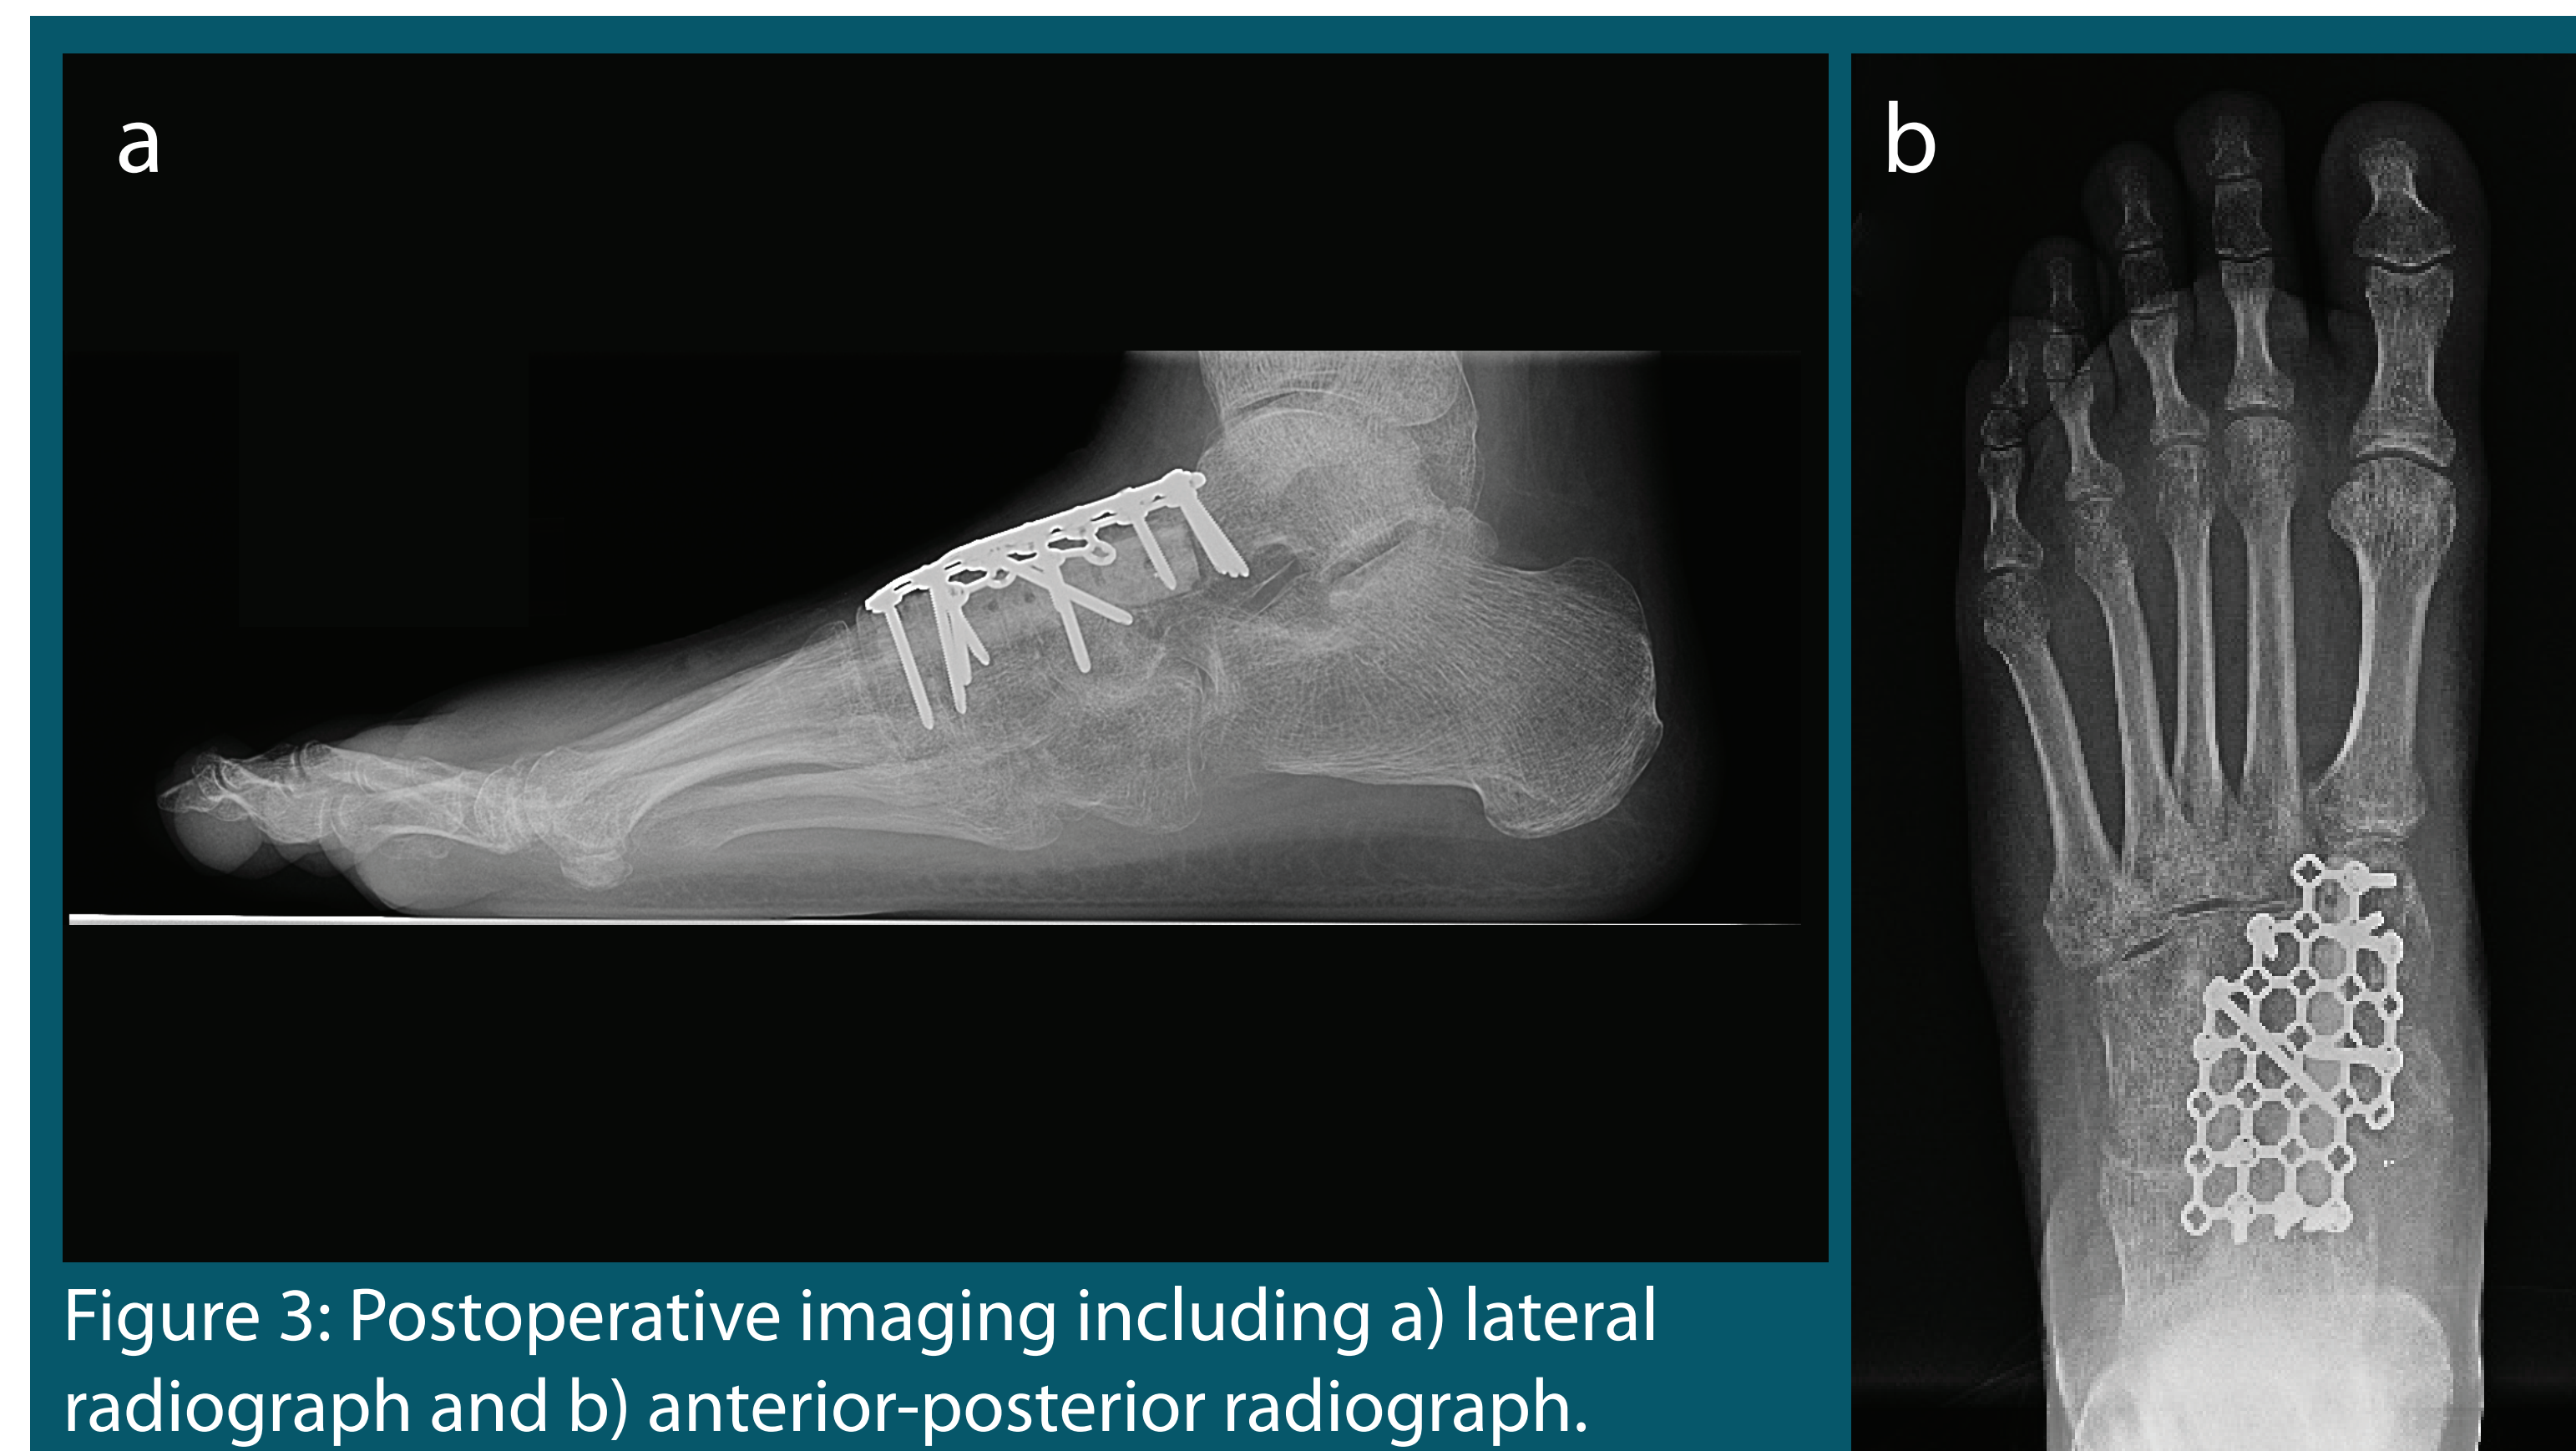 a
b
Figure 3: Postoperative imaging including a) lateral
radiograph and b) anterior-posterior radiograph.